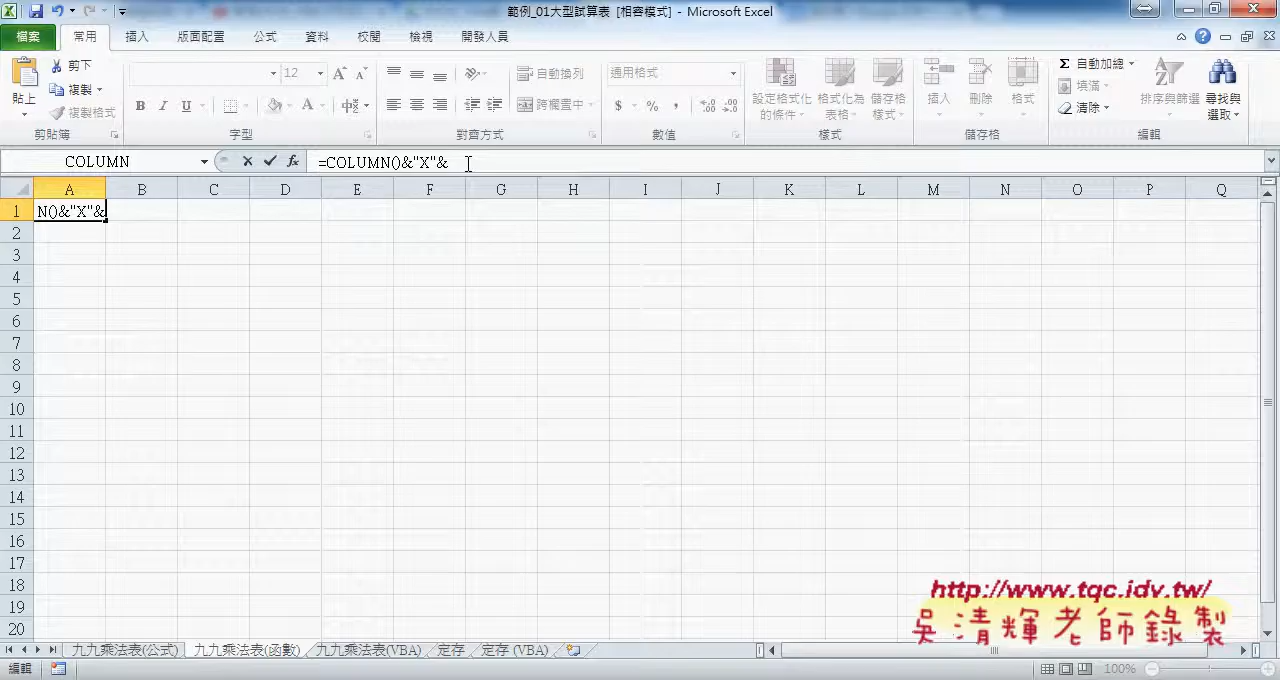 範例_01大型試算表 [相容模式] - Microsoft Excel
檔案 常用 插入 版面配置 公式 資料 校閱 檢視 開發人員
貼上 剪下 複製 複製格式 剪貼簿
12 B I U 中 字型
自動換列 跨欄置中 對齊方式
通用格式 $ % , .00 .0 數值
設定格式化的條件 格式化為表格 儲存格樣式 樣式
插入 刪除 格式 儲存格
Σ 自動加總 填滿 清除 排序與篩選 尋找與選取 編輯
COLUMN fx =COLUMN()&"X"&
A B C D E F G H I J K L M N O P Q
1 N()&"X"&
2
3
4
5
6
7
8
9
10
11
12
13
14
15
16
17
18
19
20
http://www.tqc.idv.tw/
吳清輝老師錄製
九九乘法表(公式) 九九乘法表(函數) 九九乘法表(VBA) 定存 定存 (VBA)
編輯 100%